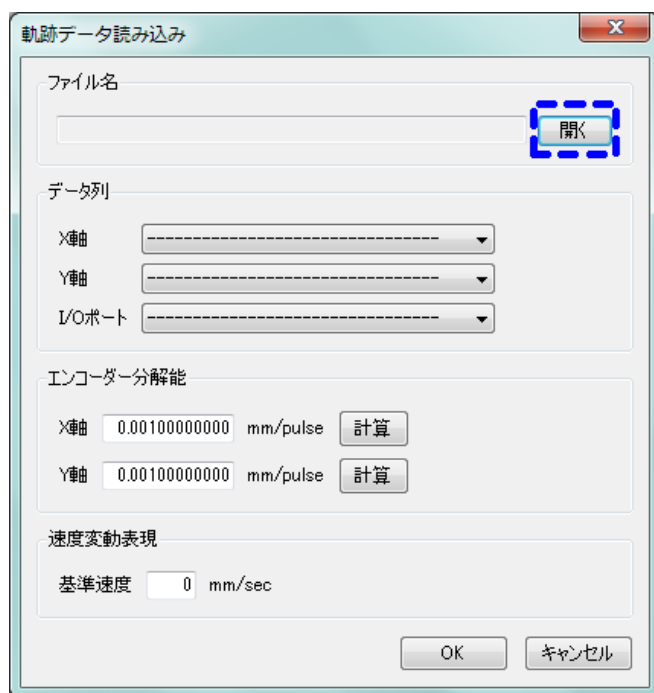 軌跡データ読み込み
ファイル名
開く
データ列
X軸 --------------------------------
Y軸 --------------------------------
I/Oポート --------------------------------
エンコーダー分解能
X軸 0.00100000000 mm/pulse 計算
Y軸 0.00100000000 mm/pulse 計算
速度変動表現
基準速度 0 mm/sec
OK キャンセル